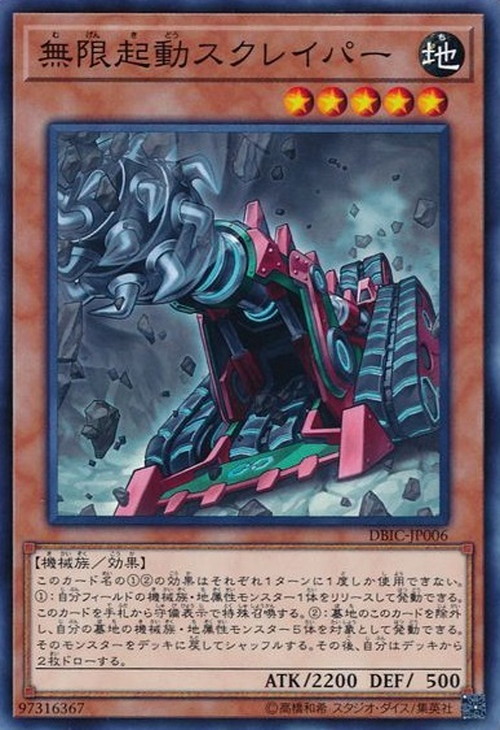 無限起動スクレイパー
地
DBIC-JP006
【機械族/効果】
このカード名の①②の効果はそれぞれ1ターンに1度しか使用できない。
①:自分フィールドの機械族・地属性モンスター1体をリリースして発動できる。
このカードを手札から守備表示で特殊召喚する。②:墓地のこのカードを除外
し、自分の墓地の機械族・地属性モンスター5体を対象として発動できる。
そのモンスターをデッキに戻してシャッフルする。その後、自分はデッキから
2枚ドローする。
ATK/2200 DEF/ 500
97316367 ©高橋和希 スタジオ・ダイス/集英社